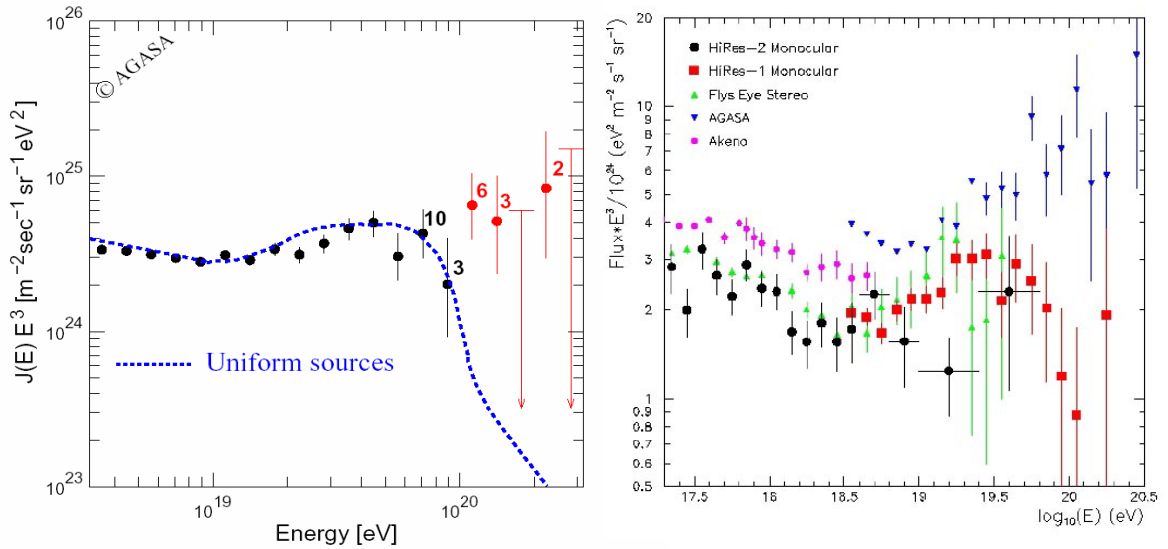 10^26
© AGASA
10^25
10^24
10^23
J(E) E^3 [m^-2 sec^-1 sr^-1 eV^2]
6
3
2
10
3
Uniform sources
10^19
10^20
Energy [eV]
20
10
9
8
7
6
5
4
3
2
1
0.9
0.8
0.7
0.6
0.5
Flux*E^3/10^24 (eV^2 m^-2 s^-1 sr^-1)
HiRes-2 Monocular
HiRes-1 Monocular
Flys Eye Stereo
AGASA
Akeno
17.5 18 18.5 19 19.5 20 20.5
log10(E) (eV)